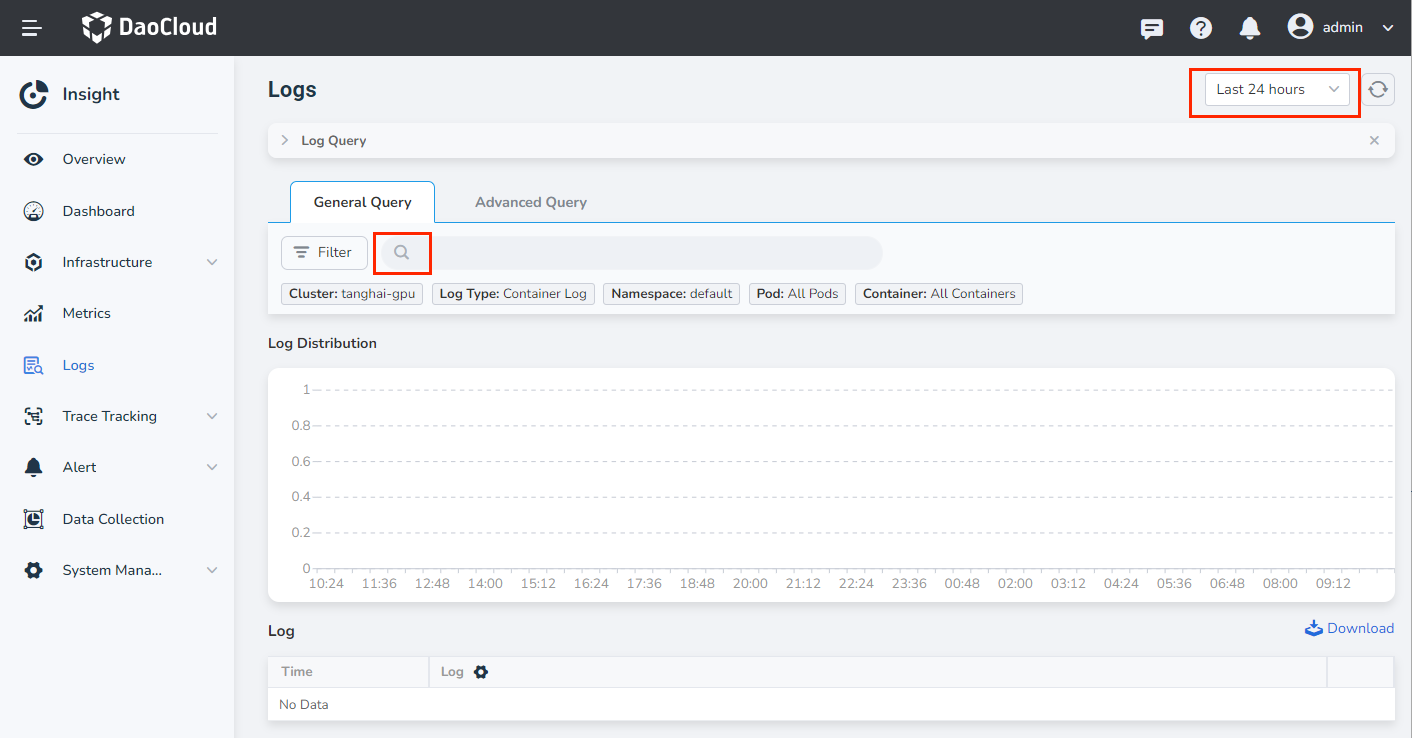 DaoCloud
admin
Insight
Overview
Dashboard
Infrastructure
Metrics
Logs
Trace Tracking
Alert
Data Collection
System Mana...
Logs
Last 24 hours
Log Query
General Query
Advanced Query
Filter
Cluster: tanghai-gpu
Log Type: Container Log
Namespace: default
Pod: All Pods
Container: All Containers
Log Distribution
1
0.8
0.6
0.4
0.2
0
10:24 11:36 12:48 14:00 15:12 16:24 17:36 18:48 20:00 21:12 22:24 23:36 00:48 02:00 03:12 04:24 05:36 06:48 08:00 09:12
Log
Download
Time
Log
No Data